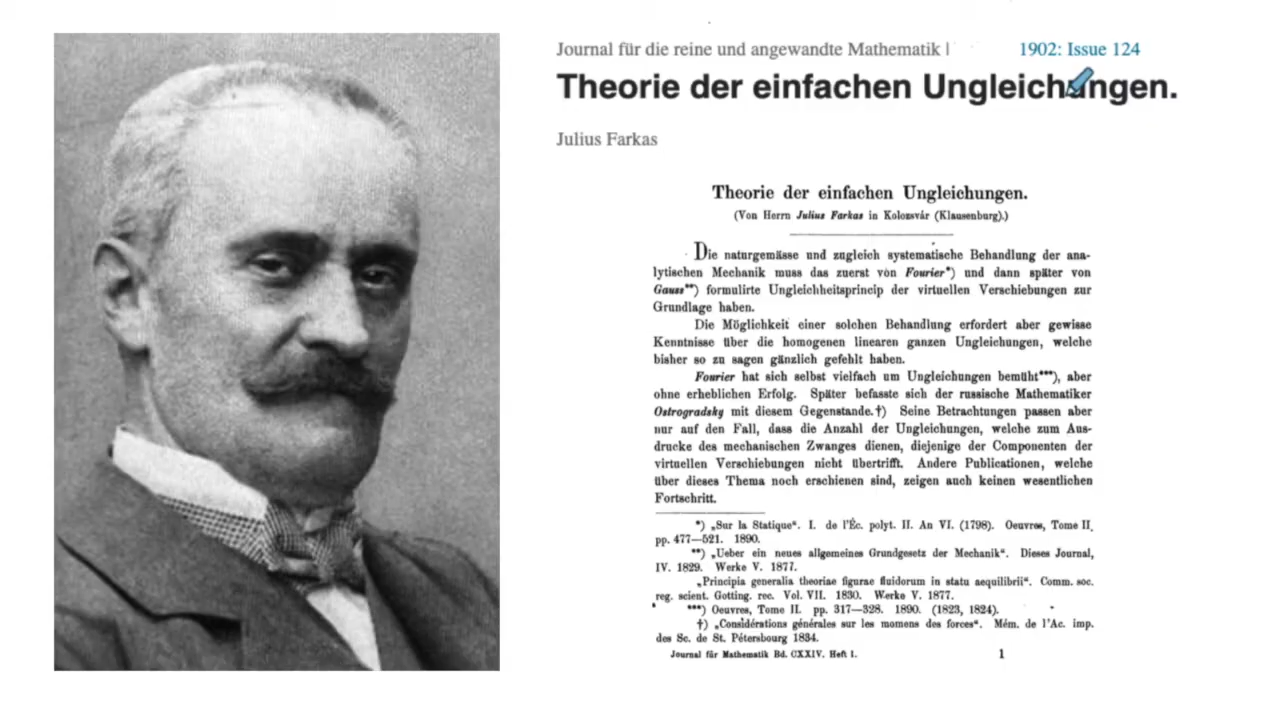 Journal für die reine und angewandte Mathematik | 1902: Issue 124
Theorie der einfachen Ungleichungen.
Julius Farkas
Theorie der einfachen Ungleichungen.
(Von Herrn Julius Farkas in Kolozsvár (Klausenburg).)
Die naturgemässe und zugleich systematische Behandlung der ana-
lytischen Mechanik muss das zuerst von Fourier*) und dann später von
Gauss**) formulirte Ungleichheitsprincip der virtuellen Verschiebungen zur
Grundlage haben.
Die Möglichkeit einer solchen Behandlung erfordert aber gewisse
Kenntnisse über die homogenen linearen ganzen Ungleichungen, welche
bisher so zu sagen gänzlich gefehlt haben.
Fourier hat sich selbst vielfach um Ungleichungen bemüht***), aber
ohne erheblichen Erfolg. Später befasste sich der russische Mathematiker
Ostrogradsky mit diesem Gegenstande.†) Seine Betrachtungen passen aber
nur auf den Fall, dass die Anzahl der Ungleichungen, welche zum Aus-
drucke des mechanischen Zwanges dienen, diejenige der Componenten der
virtuellen Verschiebungen nicht übertrifft. Andere Publicationen, welche
über dieses Thema noch erschienen sind, zeigen auch keinen wesentlichen
Fortschritt.
*) „Sur la Statique“. I. de l'Éc. polyt. II. An VI. (1798). Oeuvres, Tome II,
pp. 477—521. 1890.
**) „Ueber ein neues allgemeines Grundgesetz der Mechanik“. Dieses Journal,
IV. 1829. Werke V. 1877.
„Principia generalia theoriae figurae fluidorum in statu aequilibrii“. Comm. soc.
reg. scient. Gotting. rec. Vol. VII. 1830. Werke V. 1877.
***) Oeuvres, Tome II. pp. 317—328. 1890. (1823, 1824).
†) „Considérations générales sur les momens des forces“. Mém. de l'Ac. imp.
des Sc. de St. Pétersbourg 1834.
Journal für Mathematik Bd. CXXIV. Heft 1. 1